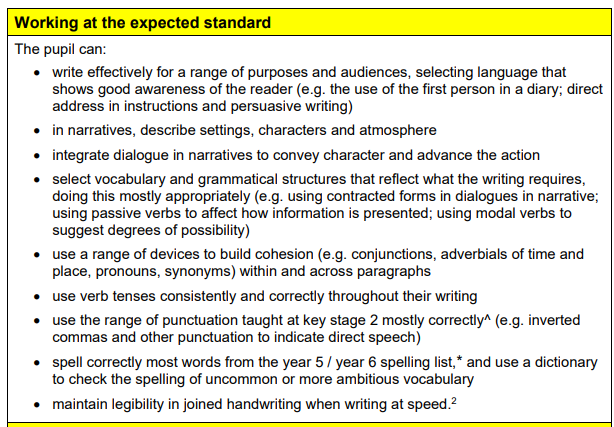 Working at the expected standard
The pupil can:
• write effectively for a range of purposes and audiences, selecting language that
shows good awareness of the reader (e.g. the use of the first person in a diary; direct
address in instructions and persuasive writing)
• in narratives, describe settings, characters and atmosphere
• integrate dialogue in narratives to convey character and advance the action
• select vocabulary and grammatical structures that reflect what the writing requires,
doing this mostly appropriately (e.g. using contracted forms in dialogues in narrative;
using passive verbs to affect how information is presented; using modal verbs to
suggest degrees of possibility)
• use a range of devices to build cohesion (e.g. conjunctions, adverbials of time and
place, pronouns, synonyms) within and across paragraphs
• use verb tenses consistently and correctly throughout their writing
• use the range of punctuation taught at key stage 2 mostly correctly^ (e.g. inverted
commas and other punctuation to indicate direct speech)
• spell correctly most words from the year 5 / year 6 spelling list,* and use a dictionary
to check the spelling of uncommon or more ambitious vocabulary
• maintain legibility in joined handwriting when writing at speed.²